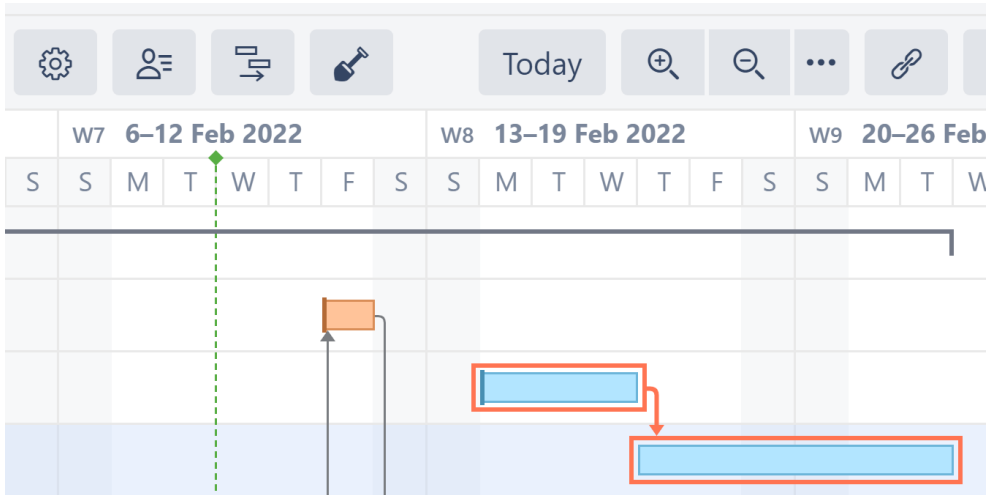 Today
W7 6–12 Feb 2022 W8 13–19 Feb 2022 W9 20–26 Feb
S S M T W T F S S M T W T F S S M T W